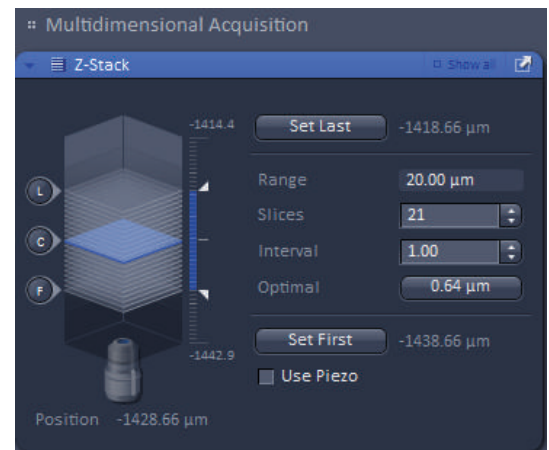 Multidimensional Acquisition
Z-Stack Show all
-1414.4 Set Last -1418.66 µm
L Range 20.00 µm
Slices 21
C Interval 1.00
F Optimal 0.64 µm
Set First -1438.66 µm
-1442.9
Use Piezo
Position -1428.66 µm